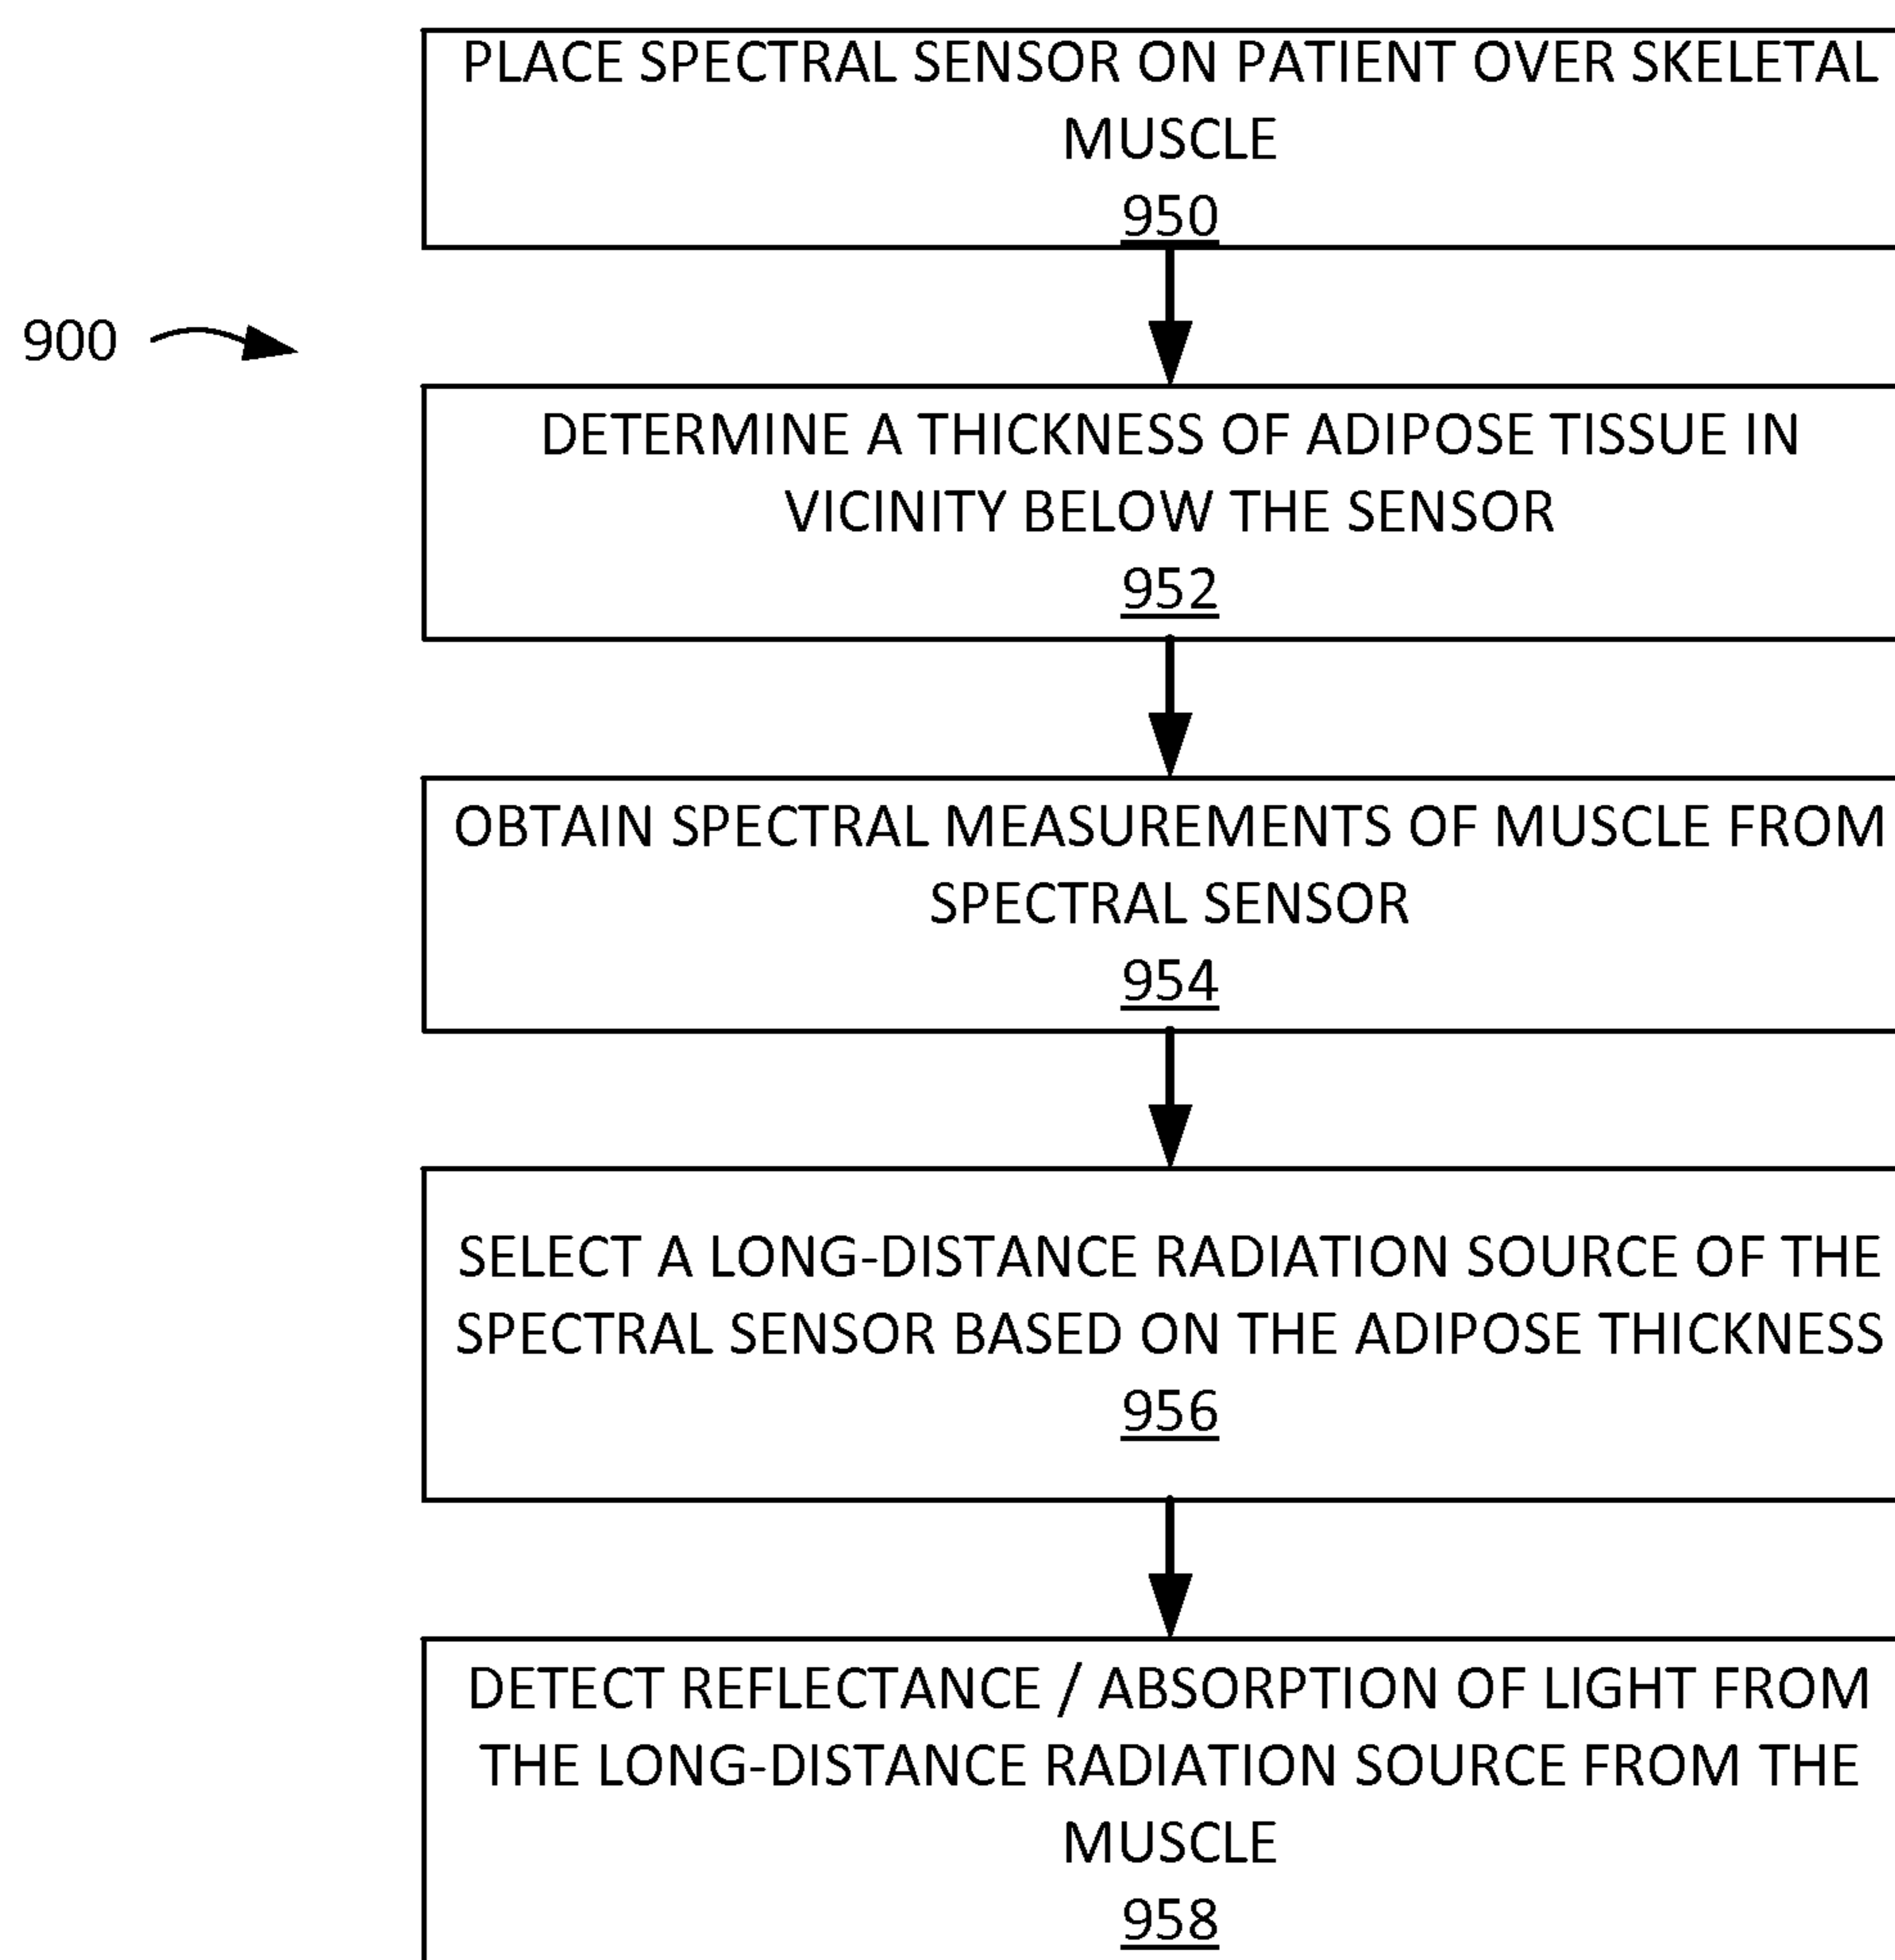 PLACE SPECTRAL SENSOR ON PATIENT OVER SKELETAL
MUSCLE
950
900
DETERMINE A THICKNESS OF ADIPOSE TISSUE IN
VICINITY BELOW THE SENSOR
952
OBTAIN SPECTRAL MEASUREMENTS OF MUSCLE FROM
SPECTRAL SENSOR
954
SELECT A LONG-DISTANCE RADIATION SOURCE OF THE
SPECTRAL SENSOR BASED ON THE ADIPOSE THICKNESS
956
DETECT REFLECTANCE / ABSORPTION OF LIGHT FROM
THE LONG-DISTANCE RADIATION SOURCE FROM THE
MUSCLE
958